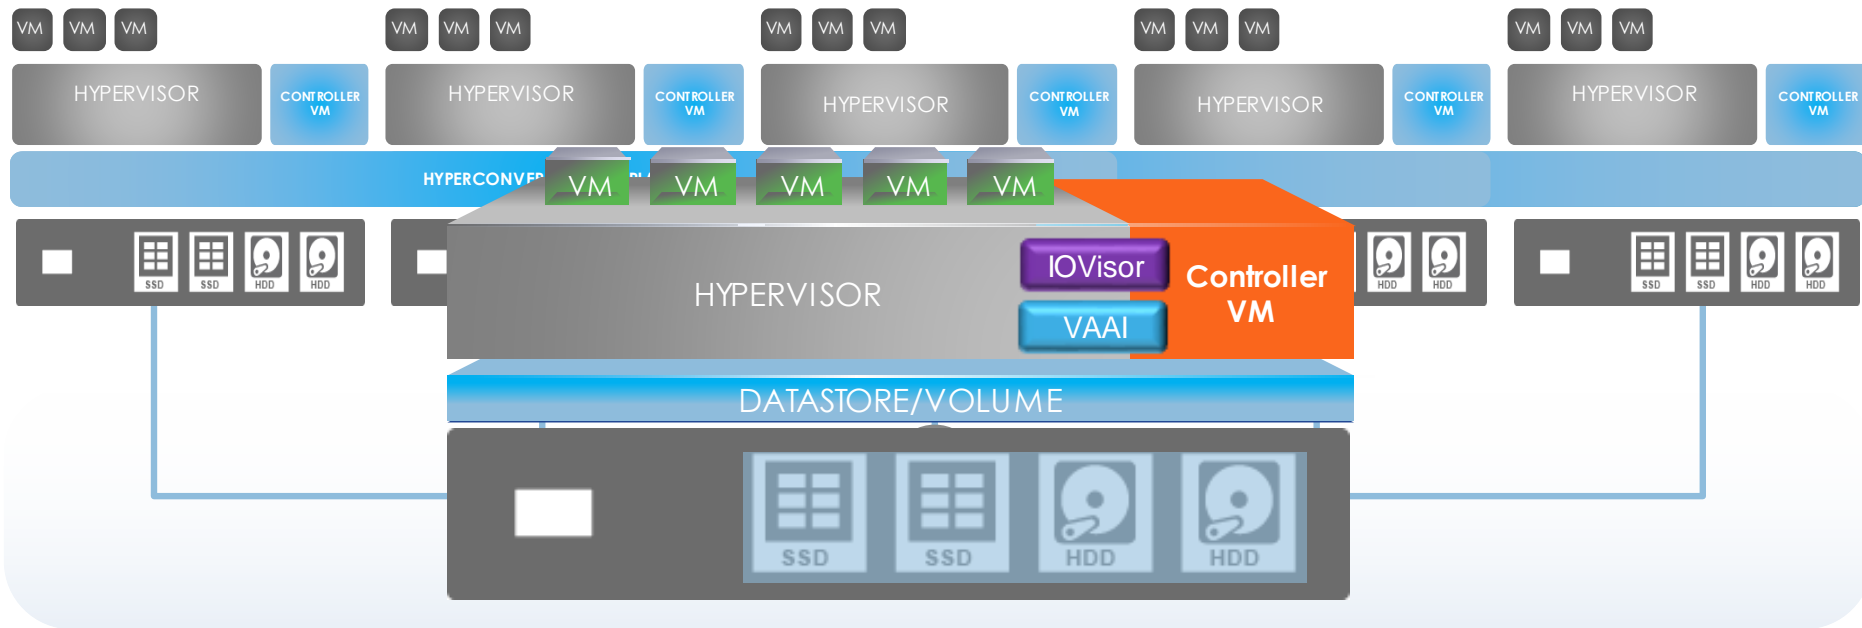 VM VM VM VM VM VM VM VM VM VM VM VM VM VM VM
HYPERVISOR CONTROLLER VM HYPERVISOR CONTROLLER VM HYPERVISOR CONTROLLER VM HYPERVISOR CONTROLLER VM HYPERVISOR CONTROLLER VM
VM VM VM VM VM
SSD SSD HDD HDD HDD HDD SSD SSD HDD HDD
HYPERVISOR
IOVisor
VAAI
Controller
VM
DATASTORE/VOLUME
SSD SSD HDD HDD